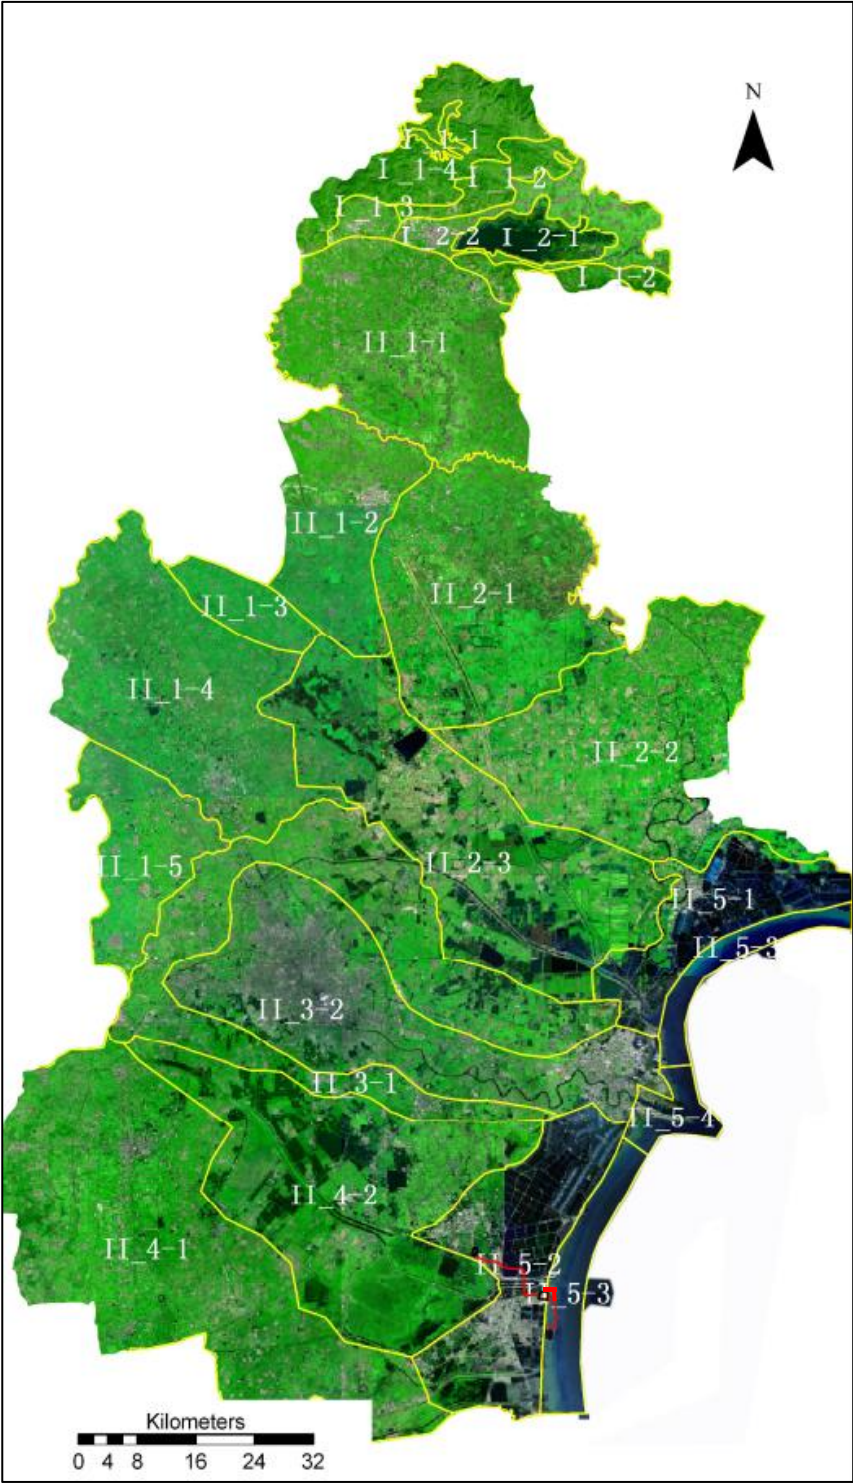 N
I_1-1
I_1-4
I_1-2
I_1-3
I_2-2
I_2-1
I_1-2
II_1-1
II_1-2
II_2-1
II_1-3
II_1-4
II_2-2
II_1-5
II_2-3
II_5-1
II_5-3
II_3-2
II_3-1
II_5-4
II_4-2
II_4-1
II_5-2
II_5-3
Kilometers
0 4 8 16 24 32